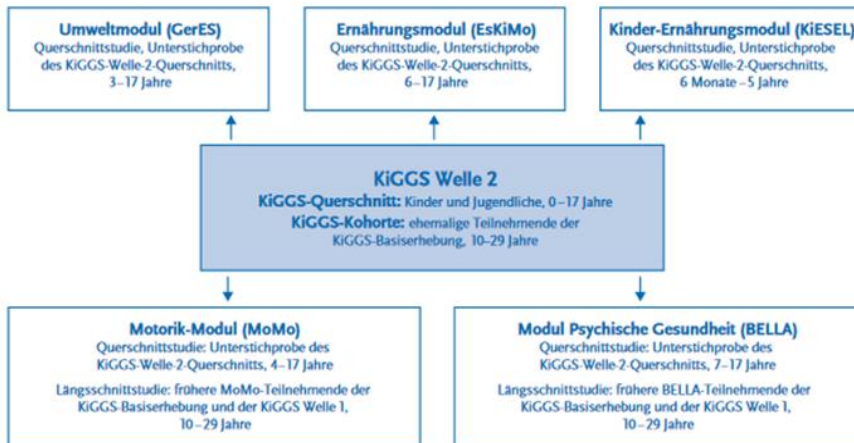 Umweltmodul (GerES)
Querschnittstudie, Unterstichprobe
des KiGGS-Welle-2-Querschnitts,
3–17 Jahre
Ernährungsmodul (EsKiMo)
Querschnittstudie, Unterstichprobe
des KiGGS-Welle-2-Querschnitts,
6–17 Jahre
Kinder-Ernährungsmodul (KiESEL)
Querschnittstudie, Unterstichprobe
des KiGGS-Welle-2-Querschnitts,
6 Monate – 5 Jahre
KiGGS Welle 2
KiGGS-Querschnitt: Kinder und Jugendliche, 0–17 Jahre
KiGGS-Kohorte: ehemalige Teilnehmende der
KiGGS-Basiserhebung, 10–29 Jahre
Motorik-Modul (MoMo)
Querschnittstudie: Unterstichprobe des
KiGGS-Welle-2-Querschnitts, 4–17 Jahre
Längsschnittstudie: frühere MoMo-Teilnehmende der
KiGGS-Basiserhebung und der KiGGS Welle 1,
10–29 Jahre
Modul Psychische Gesundheit (BELLA)
Querschnittstudie: Unterstichprobe des
KiGGS-Welle-2-Querschnitts, 7–17 Jahre
Längsschnittstudie: frühere BELLA-Teilnehmende der
KiGGS-Basiserhebung und der KiGGS Welle 1,
10–29 Jahre